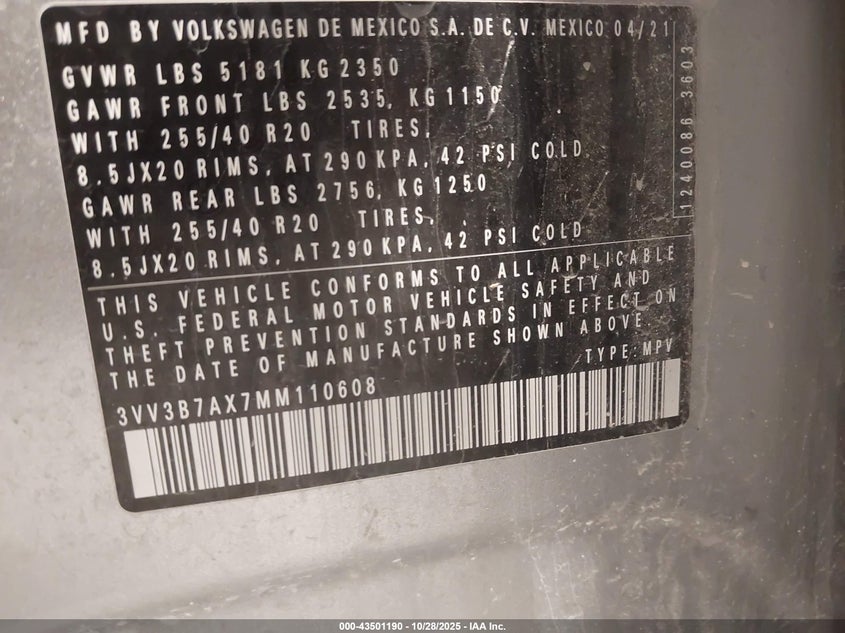 MFD BY VOLKSWAGEN DE MEXICO S.A. DE C.V. MEXICO 04/21
GVWR LBS 5181 KG 2350
GAWR FRONT LBS 2535, KG 1150
WITH 255/40 R20 TIRES,
8.5JX20 RIMS, AT 290 KPA, 42 PSI COLD
GAWR REAR LBS 2756, KG 1250
WITH 255/40 R20 TIRES,
8.5JX20 RIMS, AT 290 KPA, 42 PSI COLD
1240086 3603
THIS VEHICLE CONFORMS TO ALL APPLICABLE
U.S. FEDERAL MOTOR VEHICLE SAFETY AND
THEFT PREVENTION STANDARDS IN EFFECT ON
THE DATE OF MANUFACTURE SHOWN ABOVE
TYPE: MPV
3VV3B7AX7MM110608
000-43501190 - 10/28/2025 - IAA Inc.